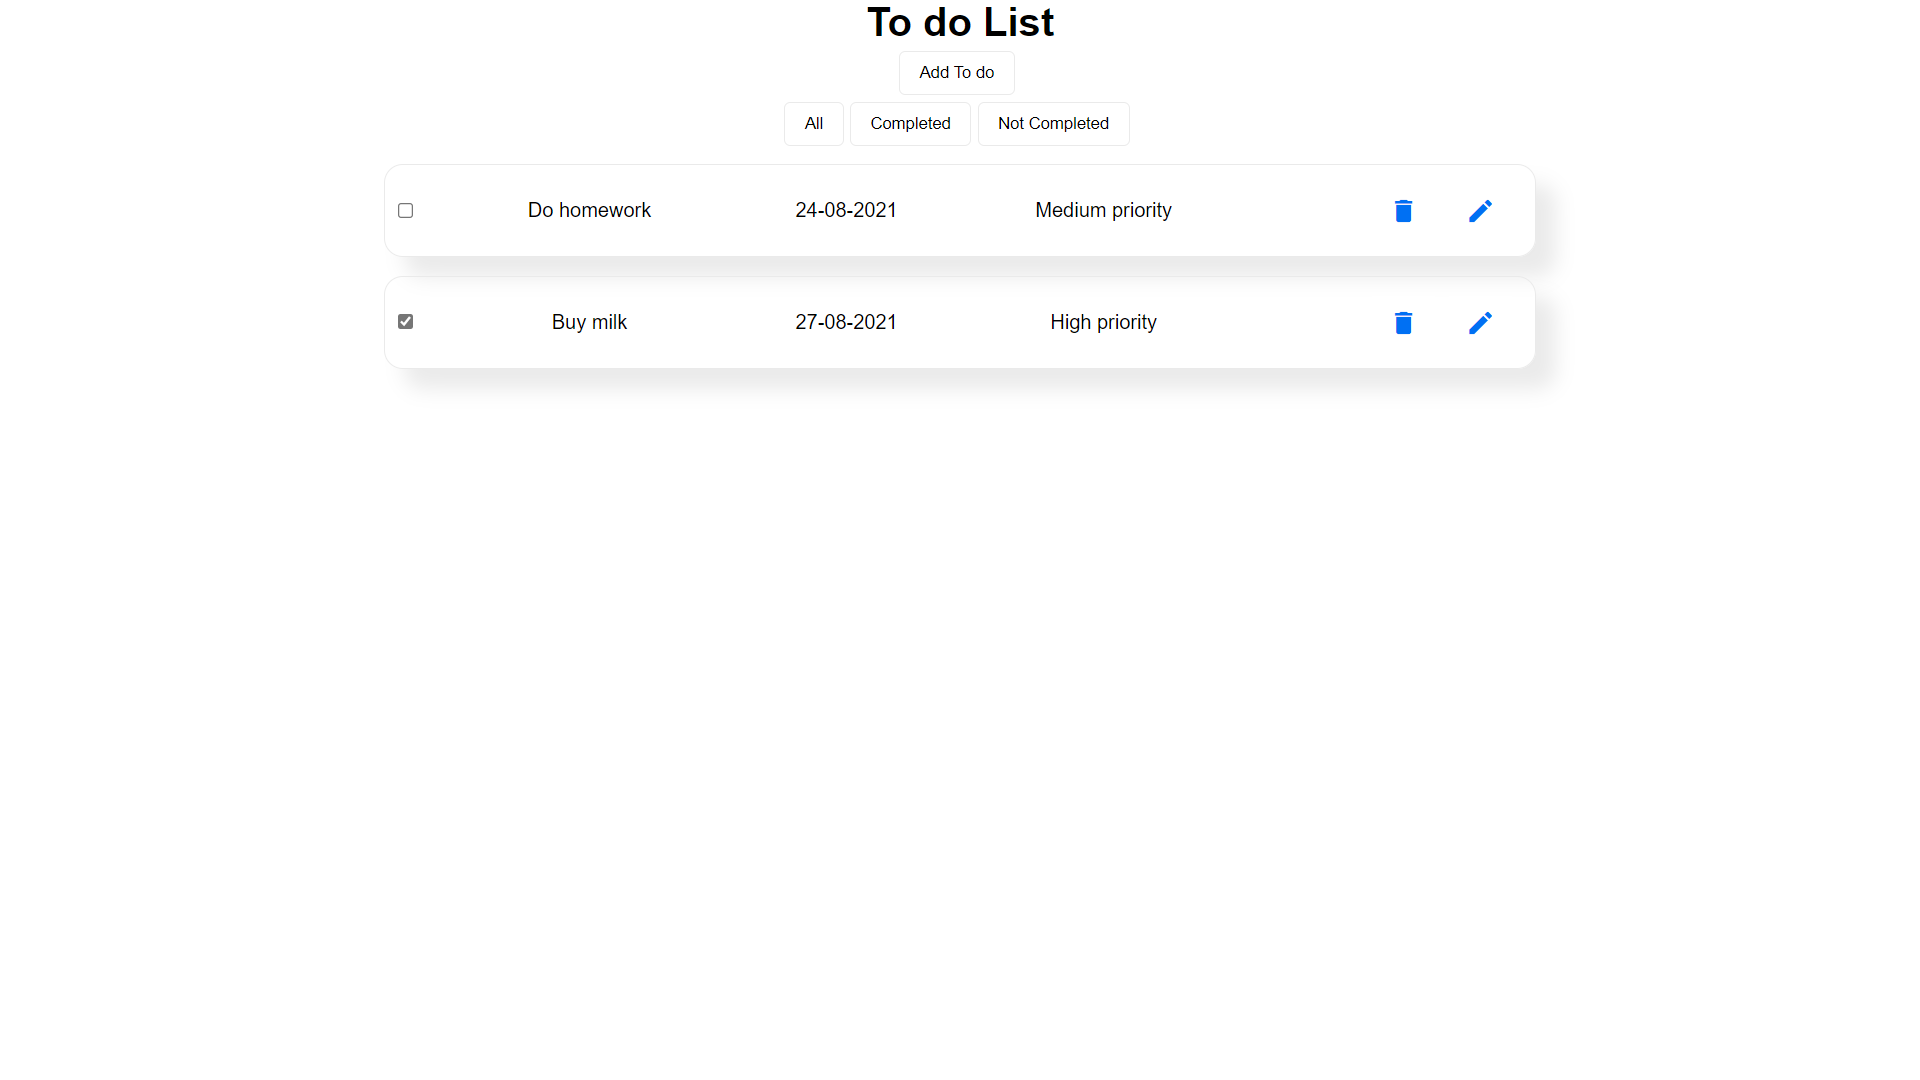 To do List
Add To do
All Completed Not Completed
Do homework 24-08-2021 Medium priority
Buy milk 27-08-2021 High priority